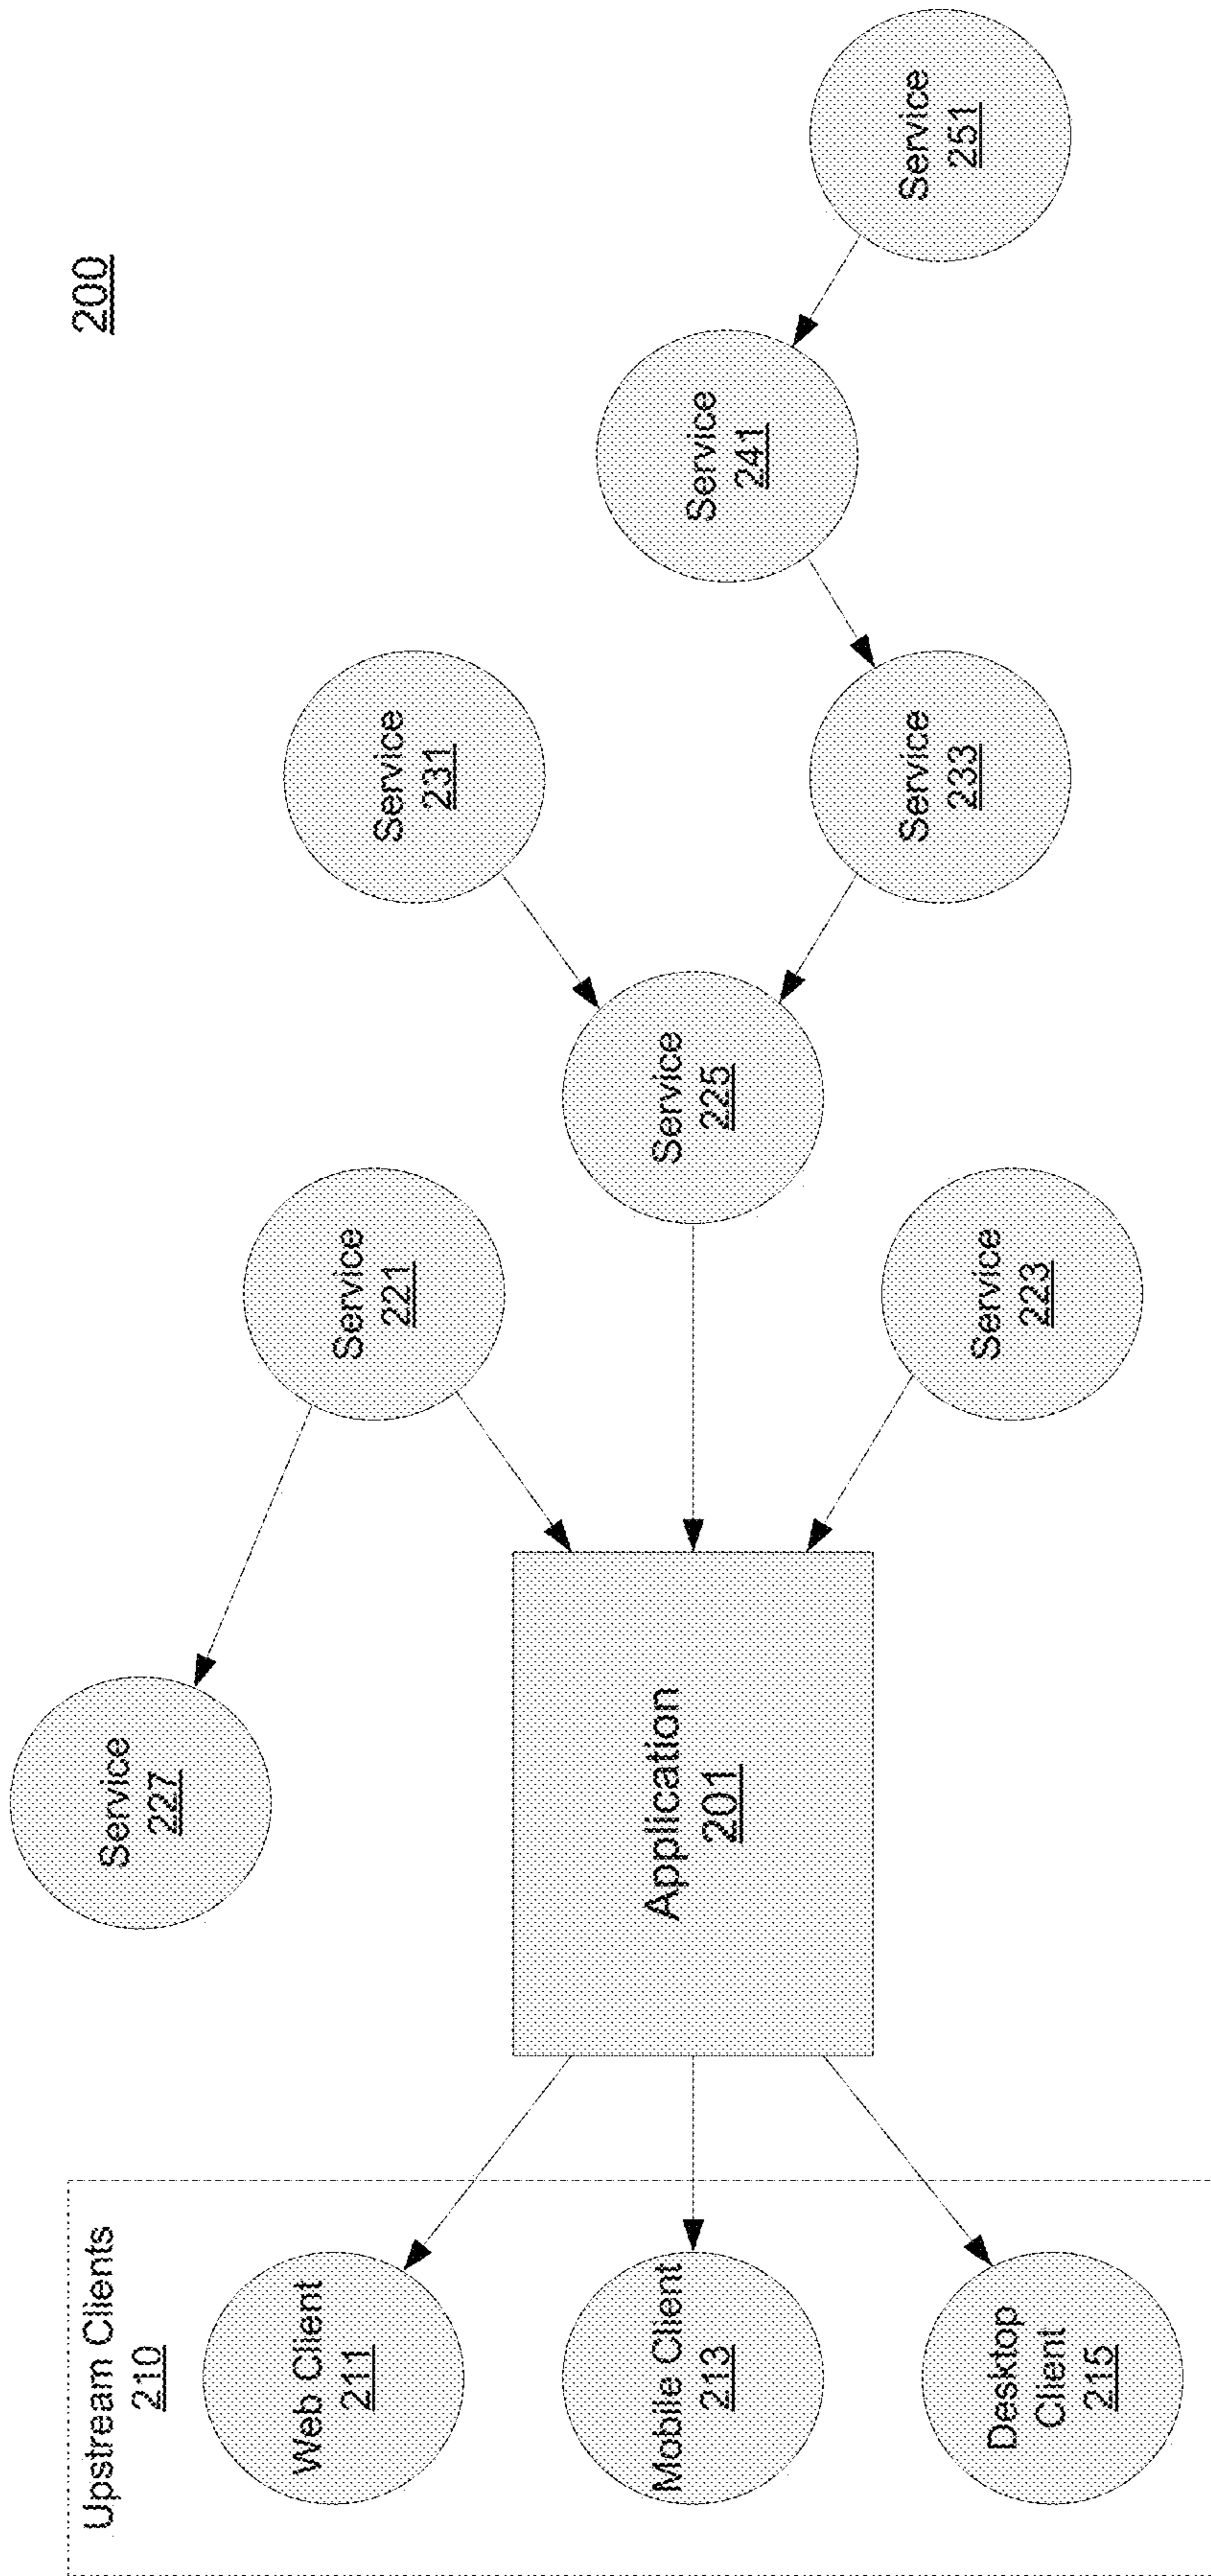 200
Upstream Clients
210
Web Client
211
Mobile Client
213
Desktop
Client
215
Application
201
Service
227
Service
221
Service
223
Service
225
Service
231
Service
233
Service
241
Service
251